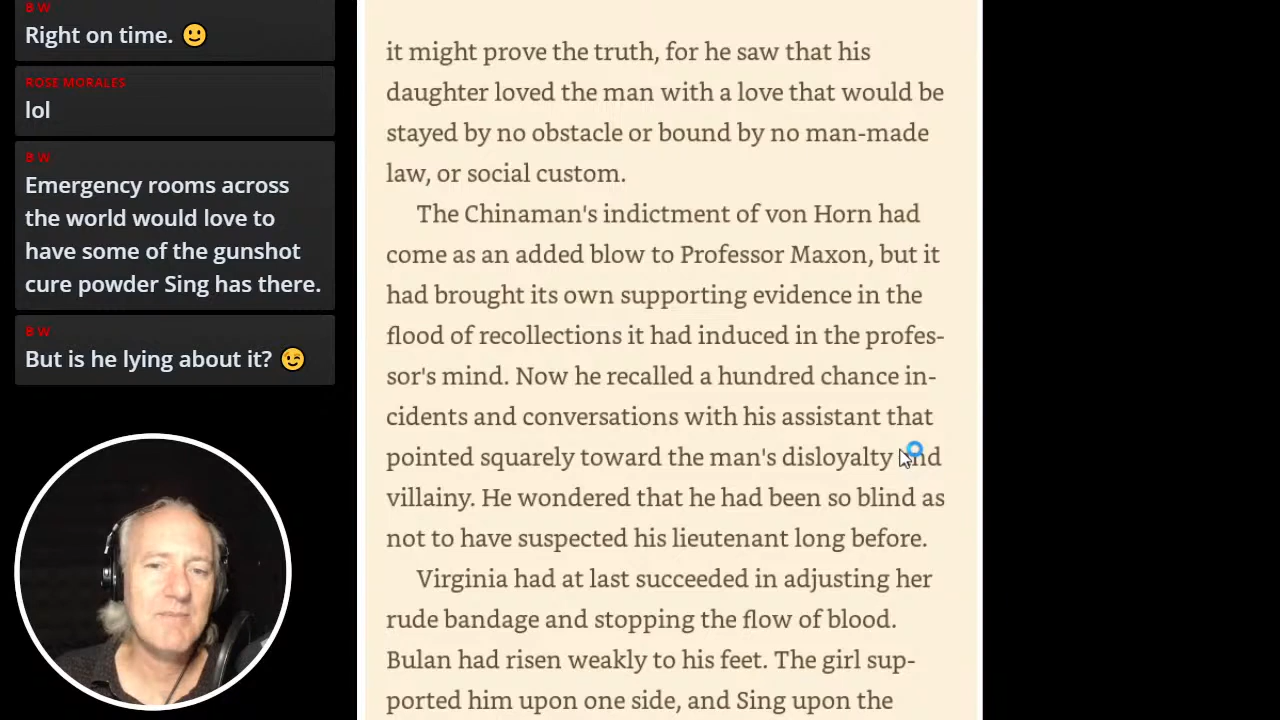 B W
Right on time. 🙂
ROSE MORALES
lol
B W
Emergency rooms across
the world would love to
have some of the gunshot
cure powder Sing has there.
B W
But is he lying about it? 😉
it might prove the truth, for he saw that his
daughter loved the man with a love that would be
stayed by no obstacle or bound by no man-made
law, or social custom.
The Chinaman's indictment of von Horn had
come as an added blow to Professor Maxon, but it
had brought its own supporting evidence in the
flood of recollections it had induced in the profes-
sor's mind. Now he recalled a hundred chance in-
cidents and conversations with his assistant that
pointed squarely toward the man's disloyalty and
villainy. He wondered that he had been so blind as
not to have suspected his lieutenant long before.
Virginia had at last succeeded in adjusting her
rude bandage and stopping the flow of blood.
Bulan had risen weakly to his feet. The girl sup-
ported him upon one side, and Sing upon the